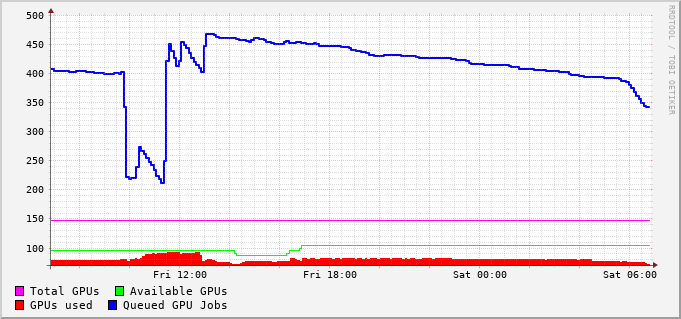 500
450
400
350
300
250
200
150
100
Fri 12:00 Fri 18:00 Sat 00:00 Sat 06:00
Total GPUs Available GPUs
GPUs used Queued GPU Jobs
RRDTOOL / TOBI OETIKER